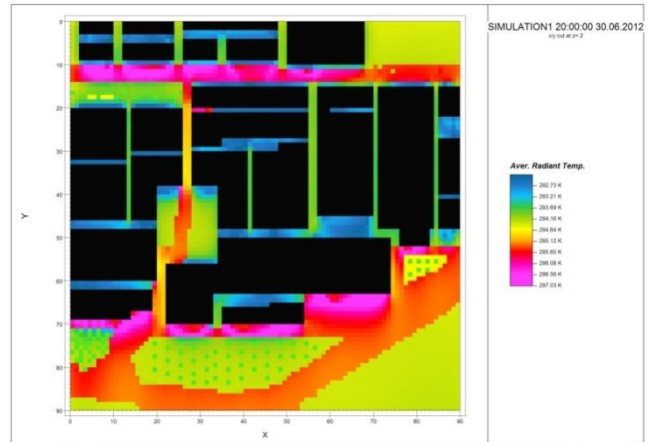 SIMULATION1 20:00:00 30.06.2012
x/y cut at z= 2
Aver. Radiant Temp.
292.73 K
293.21 K
293.69 K
294.16 K
294.64 K
295.12 K
295.60 K
296.08 K
296.56 K
297.03 K
0
10
20
30
40
50
60
70
80
90
Y
0 10 20 30 40 50 60 70 80 90
X